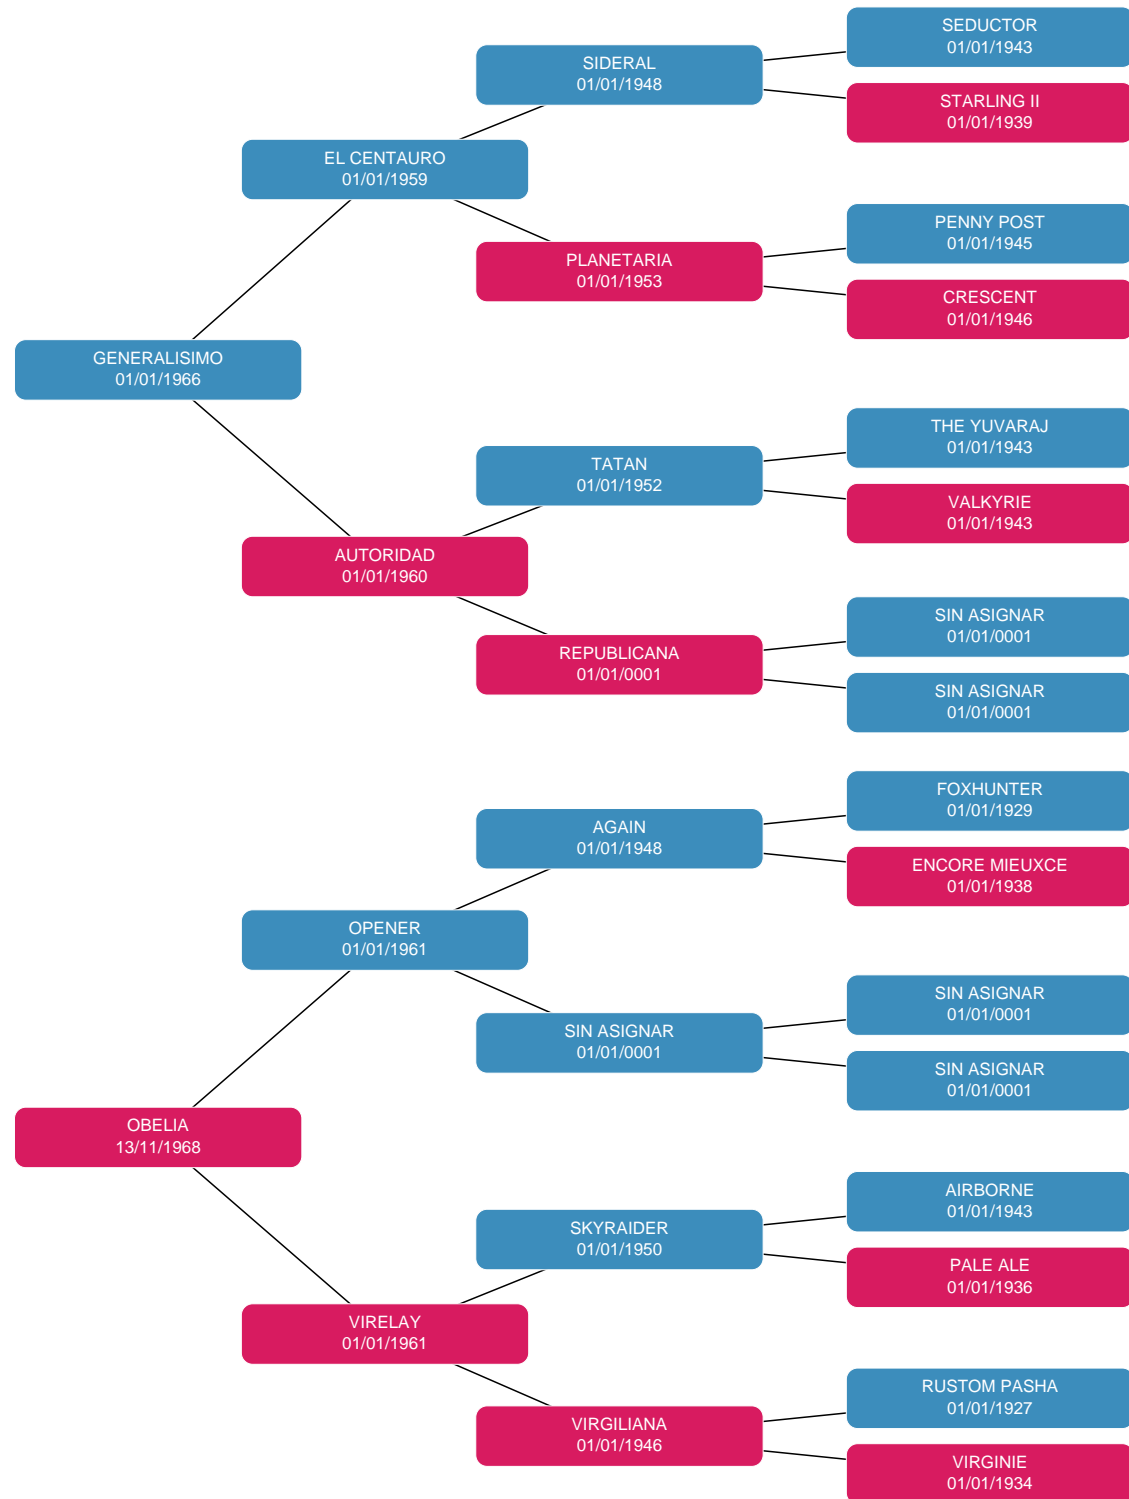 SEDUCTOR
01/01/1943
SIDERAL
01/01/1948
STARLING II
01/01/1939
EL CENTAURO
01/01/1959
PENNY POST
01/01/1945
PLANETARIA
01/01/1953
CRESCENT
01/01/1946
GENERALISIMO
01/01/1966
THE YUVARAJ
01/01/1943
TATAN
01/01/1952
VALKYRIE
01/01/1943
AUTORIDAD
01/01/1960
SIN ASIGNAR
01/01/0001
REPUBLICANA
01/01/0001
SIN ASIGNAR
01/01/0001
FOXHUNTER
01/01/1929
AGAIN
01/01/1948
ENCORE MIEUXCE
01/01/1938
OPENER
01/01/1961
SIN ASIGNAR
01/01/0001
SIN ASIGNAR
01/01/0001
SIN ASIGNAR
01/01/0001
OBELIA
13/11/1968
AIRBORNE
01/01/1943
SKYRAIDER
01/01/1950
PALE ALE
01/01/1936
VIRELAY
01/01/1961
RUSTOM PASHA
01/01/1927
VIRGILIANA
01/01/1946
VIRGINIE
01/01/1934